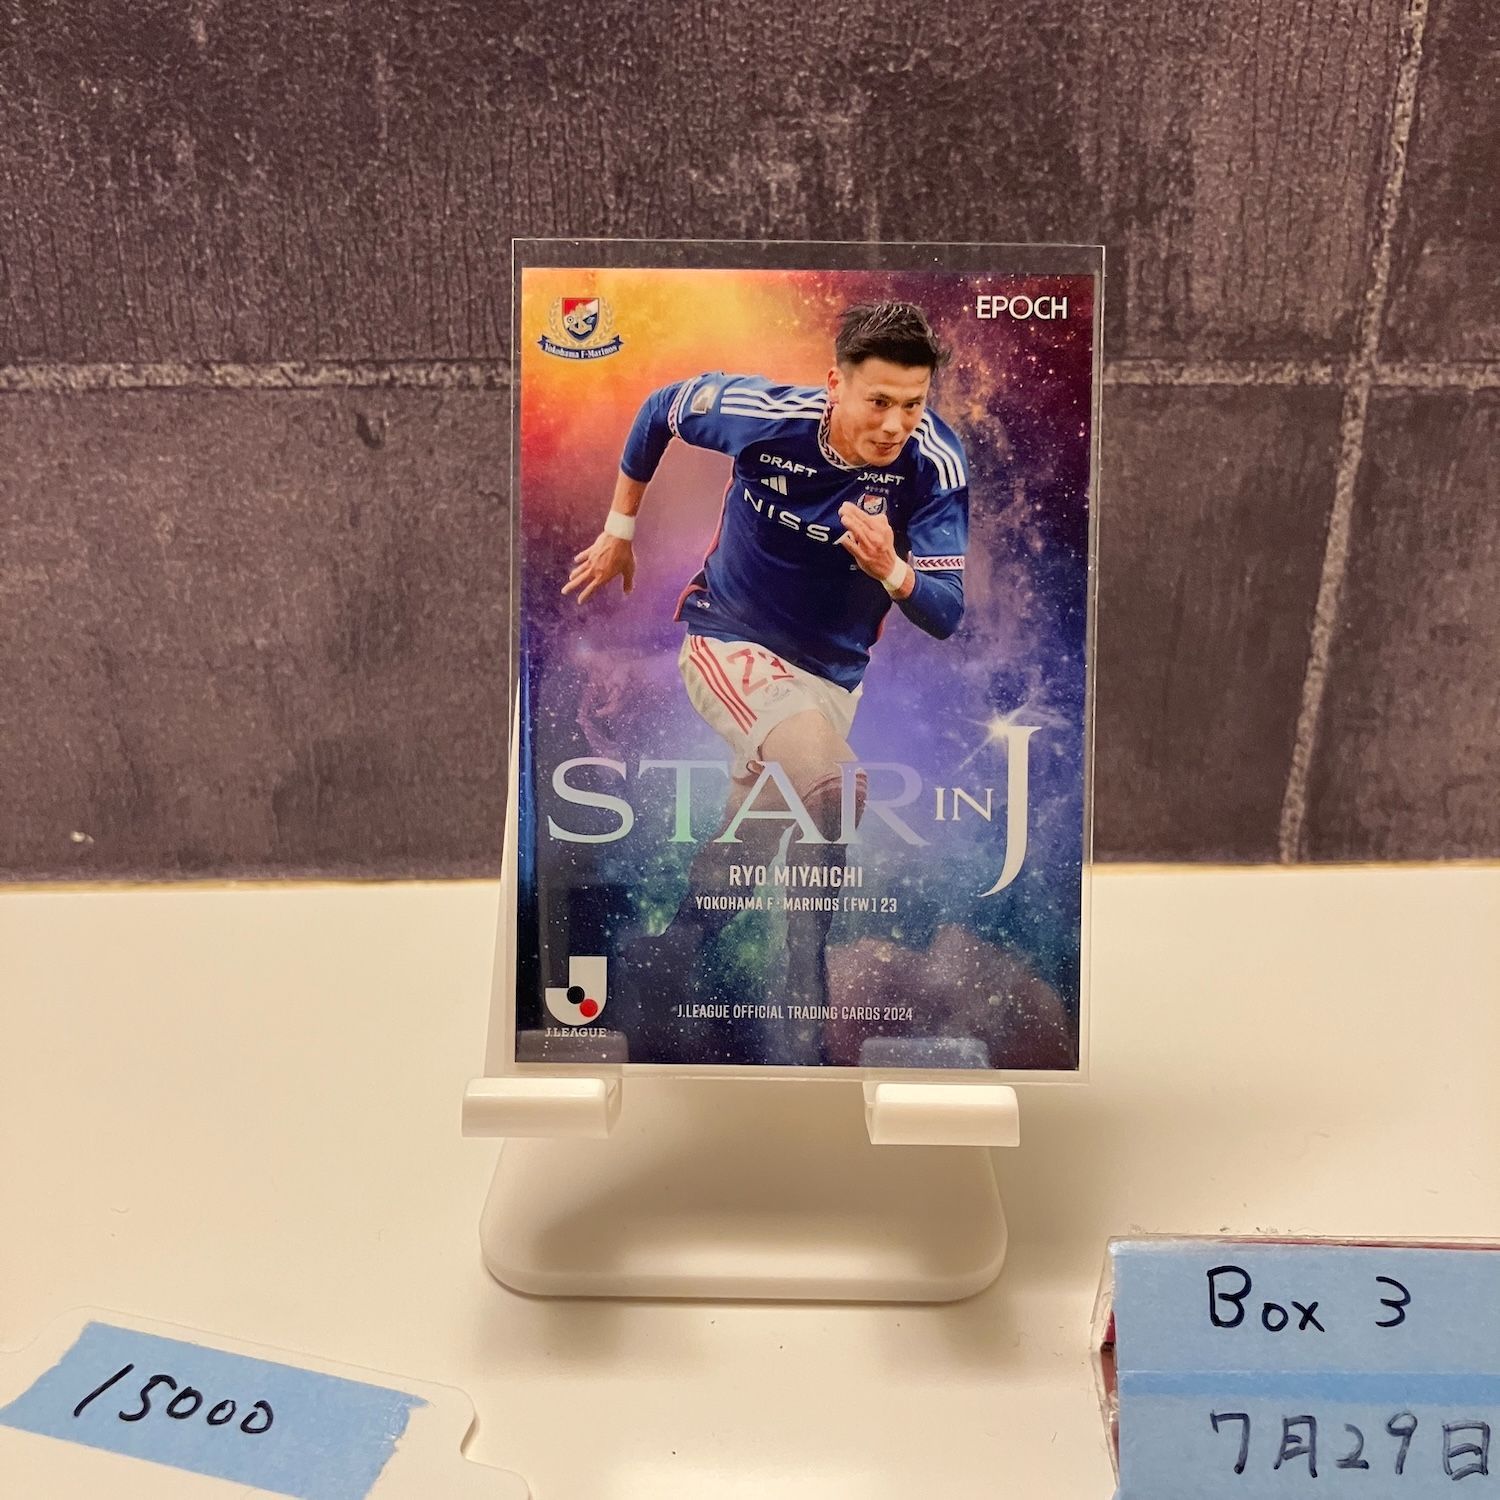 Yokohama F·Marinos
EPOCH
DRAFT
DRAFT
NISSA
23
STAR IN J
RYO MIYAICHI
YOKOHAMA F・MARINOS [FW] 23
J.LEAGUE OFFICIAL TRADING CARDS 2024
J.LEAGUE
Box 3
7月29日
15000